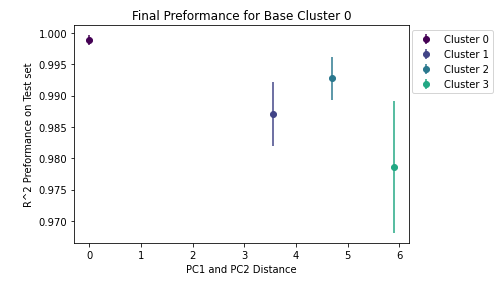 Final Preformance for Base Cluster 0
R^2 Preformance on Test set
1.000
0.995
0.990
0.985
0.980
0.975
0.970
0 1 2 3 4 5 6
PC1 and PC2 Distance
Cluster 0
Cluster 1
Cluster 2
Cluster 3